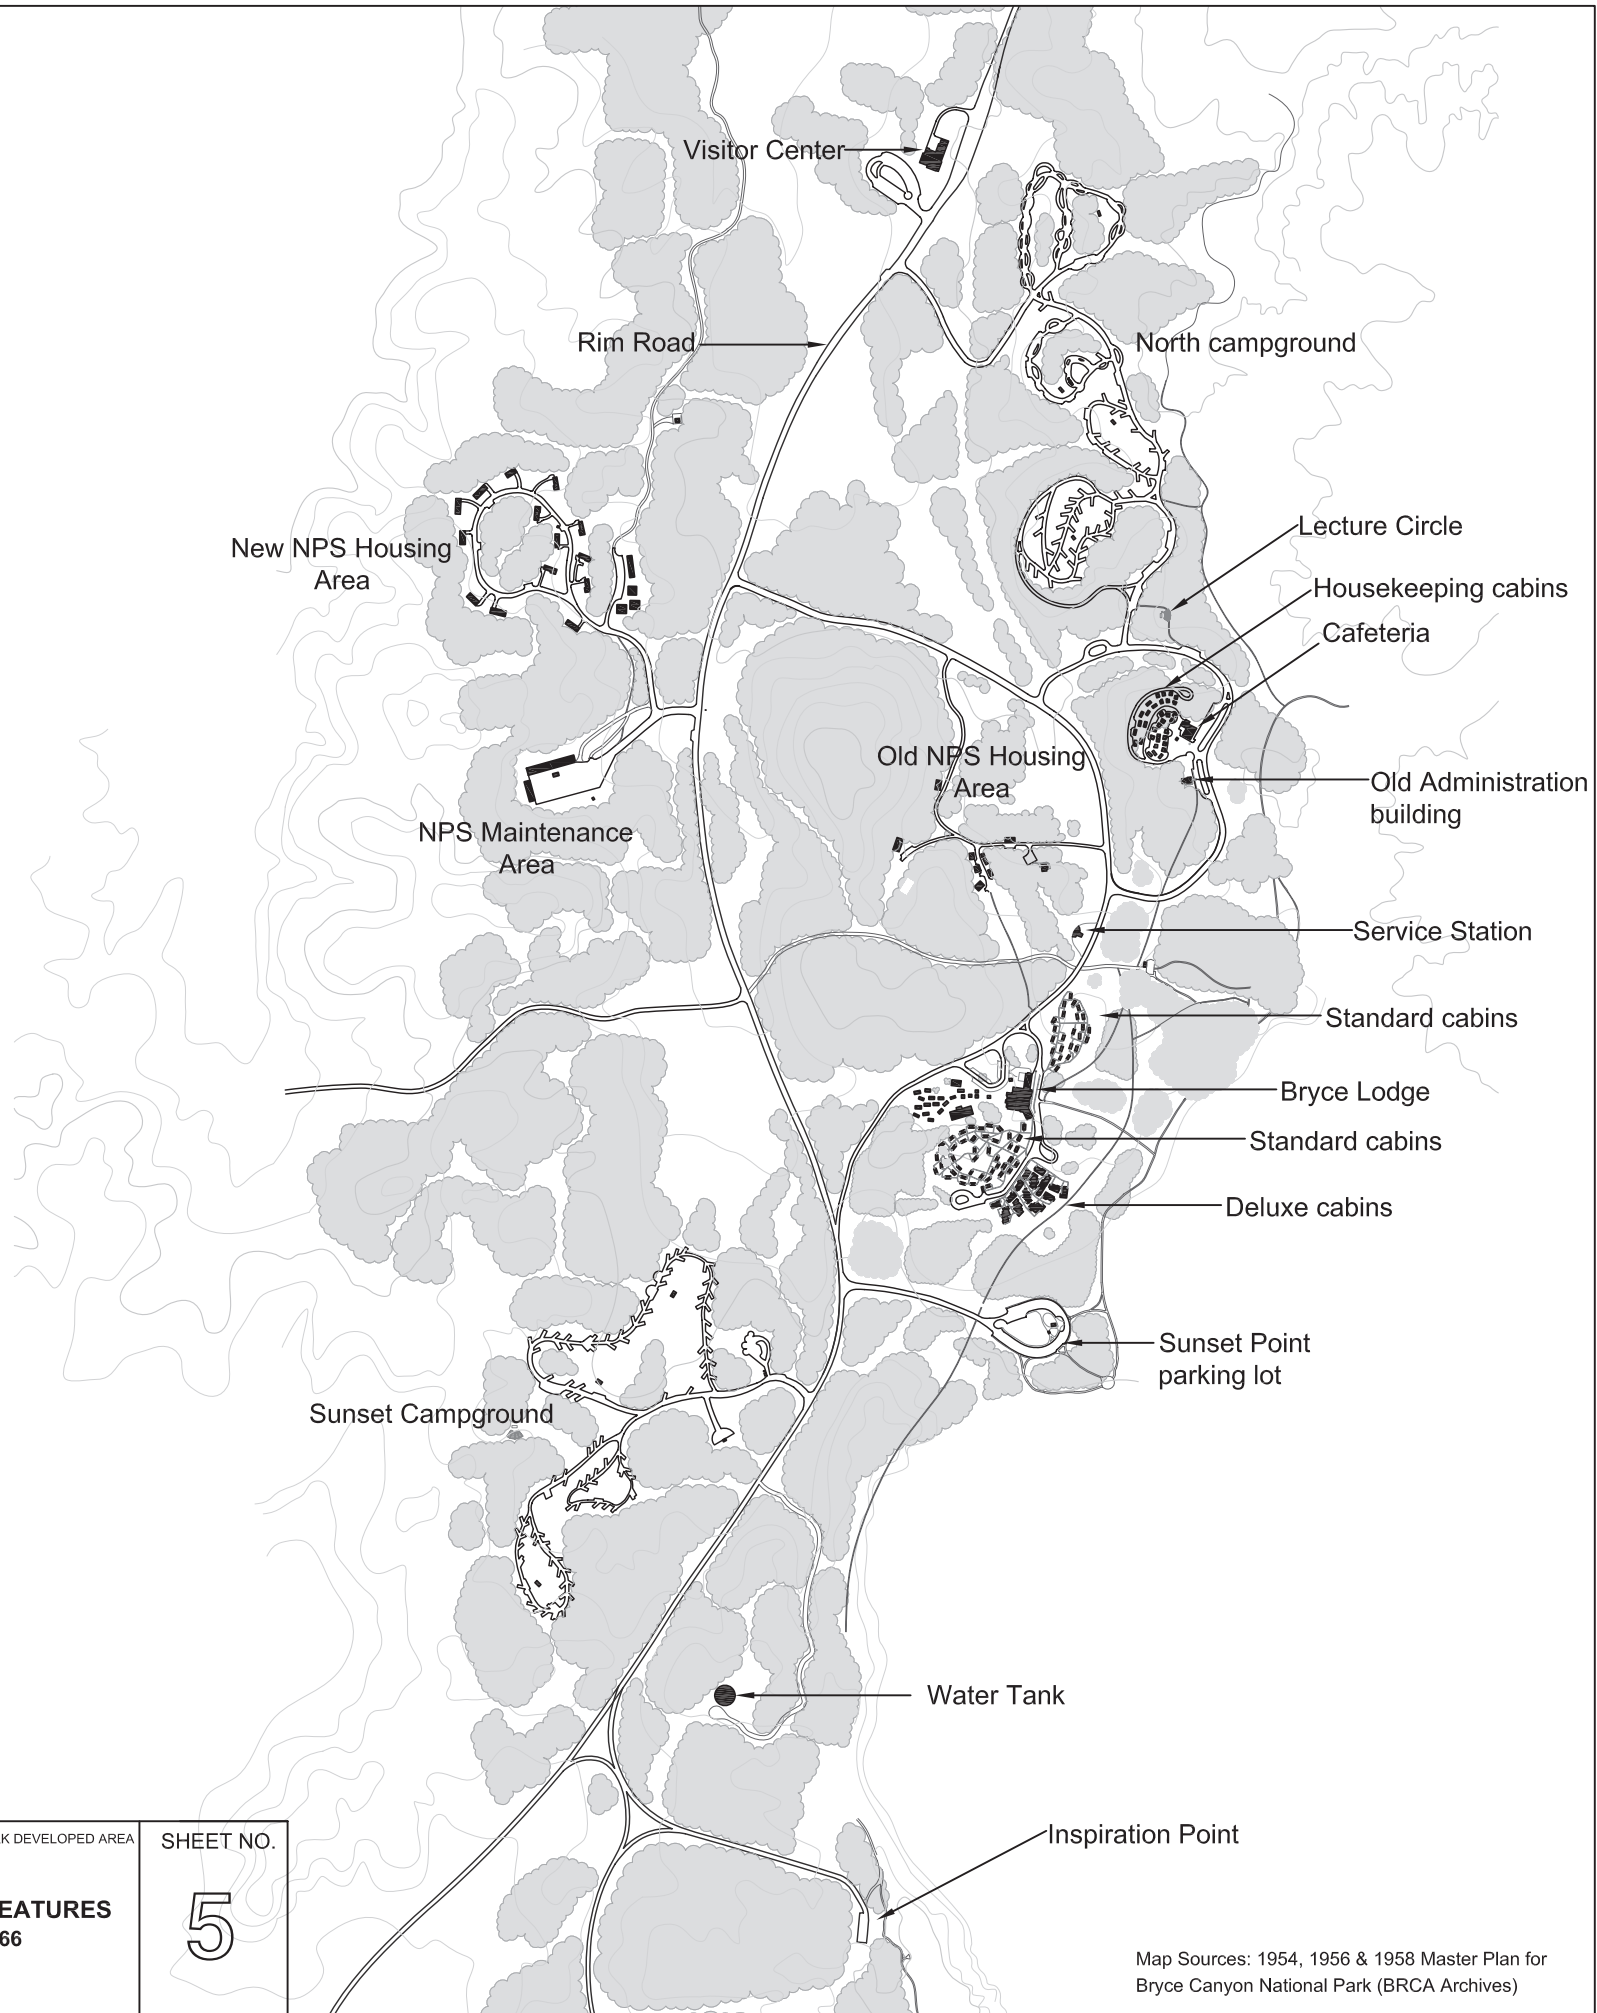 Visitor Center
Rim Road
North campground
Lecture Circle
New NPS Housing
Area
Housekeeping cabins
Cafeteria
Old NPS Housing
Area
Old Administration
building
NPS Maintenance
Area
Service Station
Standard cabins
Bryce Lodge
Standard cabins
Deluxe cabins
Sunset Point
parking lot
Sunset Campground
Water Tank
Inspiration Point
K DEVELOPED AREA
SHEET NO.
EATURES
66
5
Map Sources: 1954, 1956 & 1958 Master Plan for
Bryce Canyon National Park (BRCA Archives)